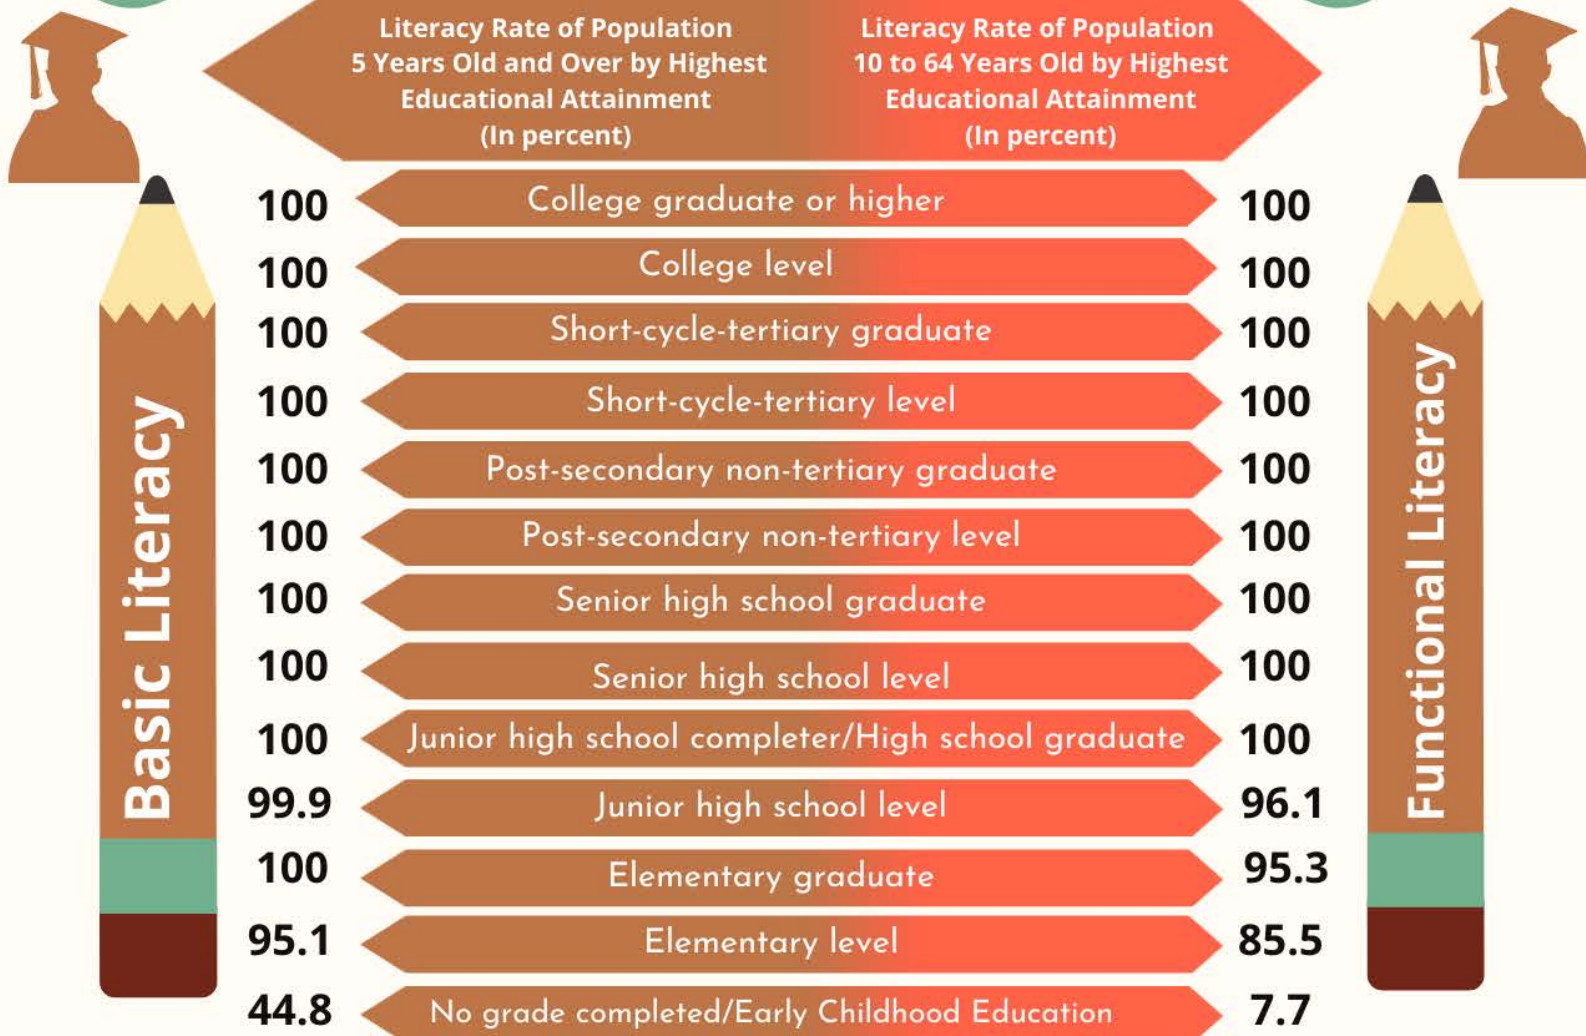 Literacy Rate of Population
5 Years Old and Over by Highest
Educational Attainment
(In percent)
Literacy Rate of Population
10 to 64 Years Old by Highest
Educational Attainment
(In percent)
Basic Literacy
100 College graduate or higher 100
100 College level 100
100 Short-cycle-tertiary graduate 100
100 Short-cycle-tertiary level 100
100 Post-secondary non-tertiary graduate 100
100 Post-secondary non-tertiary level 100
100 Senior high school graduate 100
100 Senior high school level 100
100 Junior high school completer/High school graduate 100
99.9 Junior high school level 96.1
100 Elementary graduate 95.3
95.1 Elementary level 85.5
44.8 No grade completed/Early Childhood Education 7.7
Functional Literacy